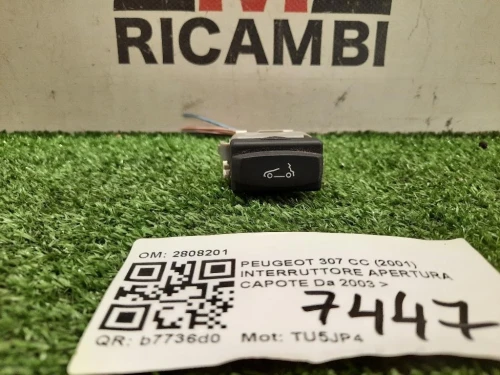 RICAMBI
OM: 2808201
PEUGEOT 307 CC (2001)
INTERRUTTORE APERTURA
CAPOTE Da 2003 >
7447
QR: b7736d0 Mot: TU5JP4